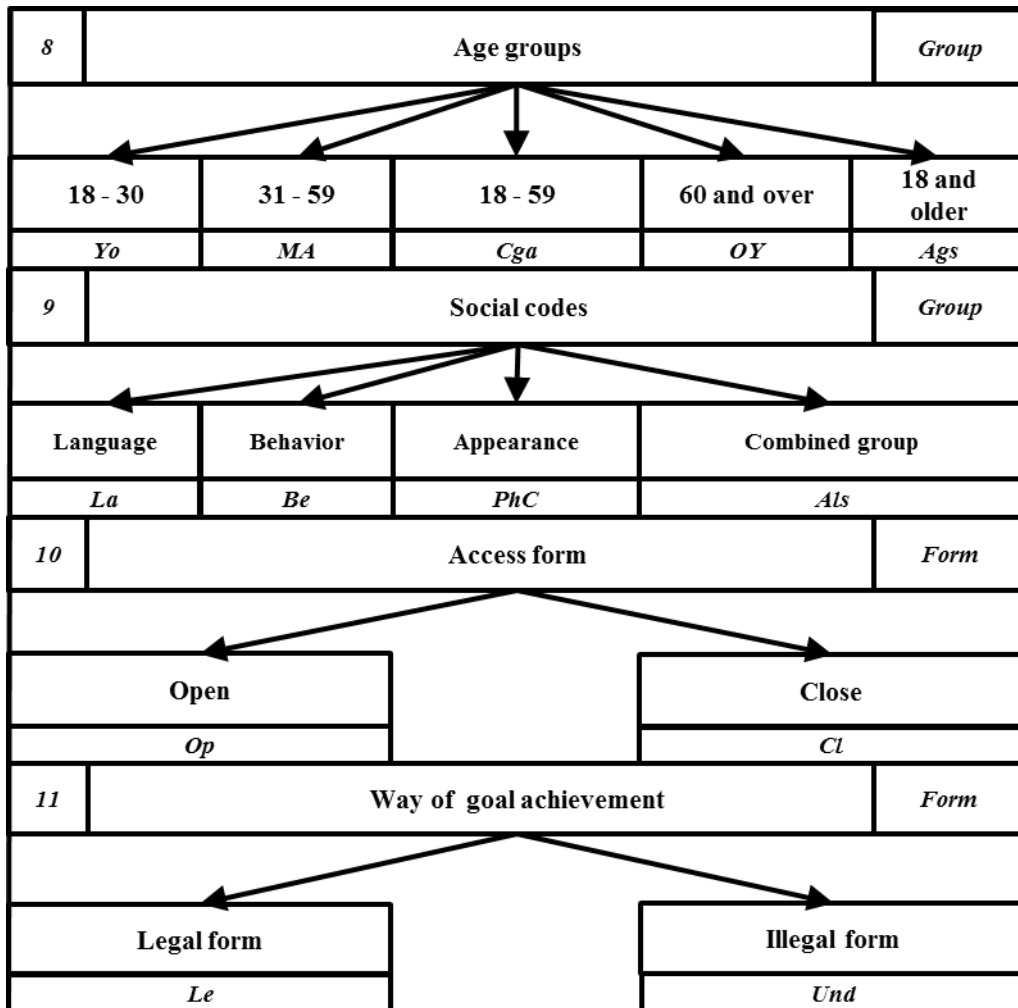 8 Age groups Group
18 - 30 31 - 59 18 - 59 60 and over 18 and older
Yo MA Cga OY Ags
9 Social codes Group
Language Behavior Appearance Combined group
La Be PhC Als
10 Access form Form
Open Close
Op Cl
11 Way of goal achievement Form
Legal form Illegal form
Le Und